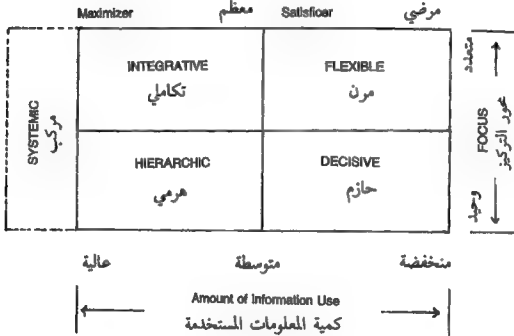 Maximizer معظم Satisficer مرضي
INTEGRATIVE
تكاملي
FLEXIBLE
مرن
HIERARCHIC
هرمي
DECISIVE
حازم
SYSTEMIC
مركب
متعدد
FOCUS
محور التركيز
وحيد
عالية متوسطة منخفضة
Amount of Information Use
كمية المعلومات المستخدمة